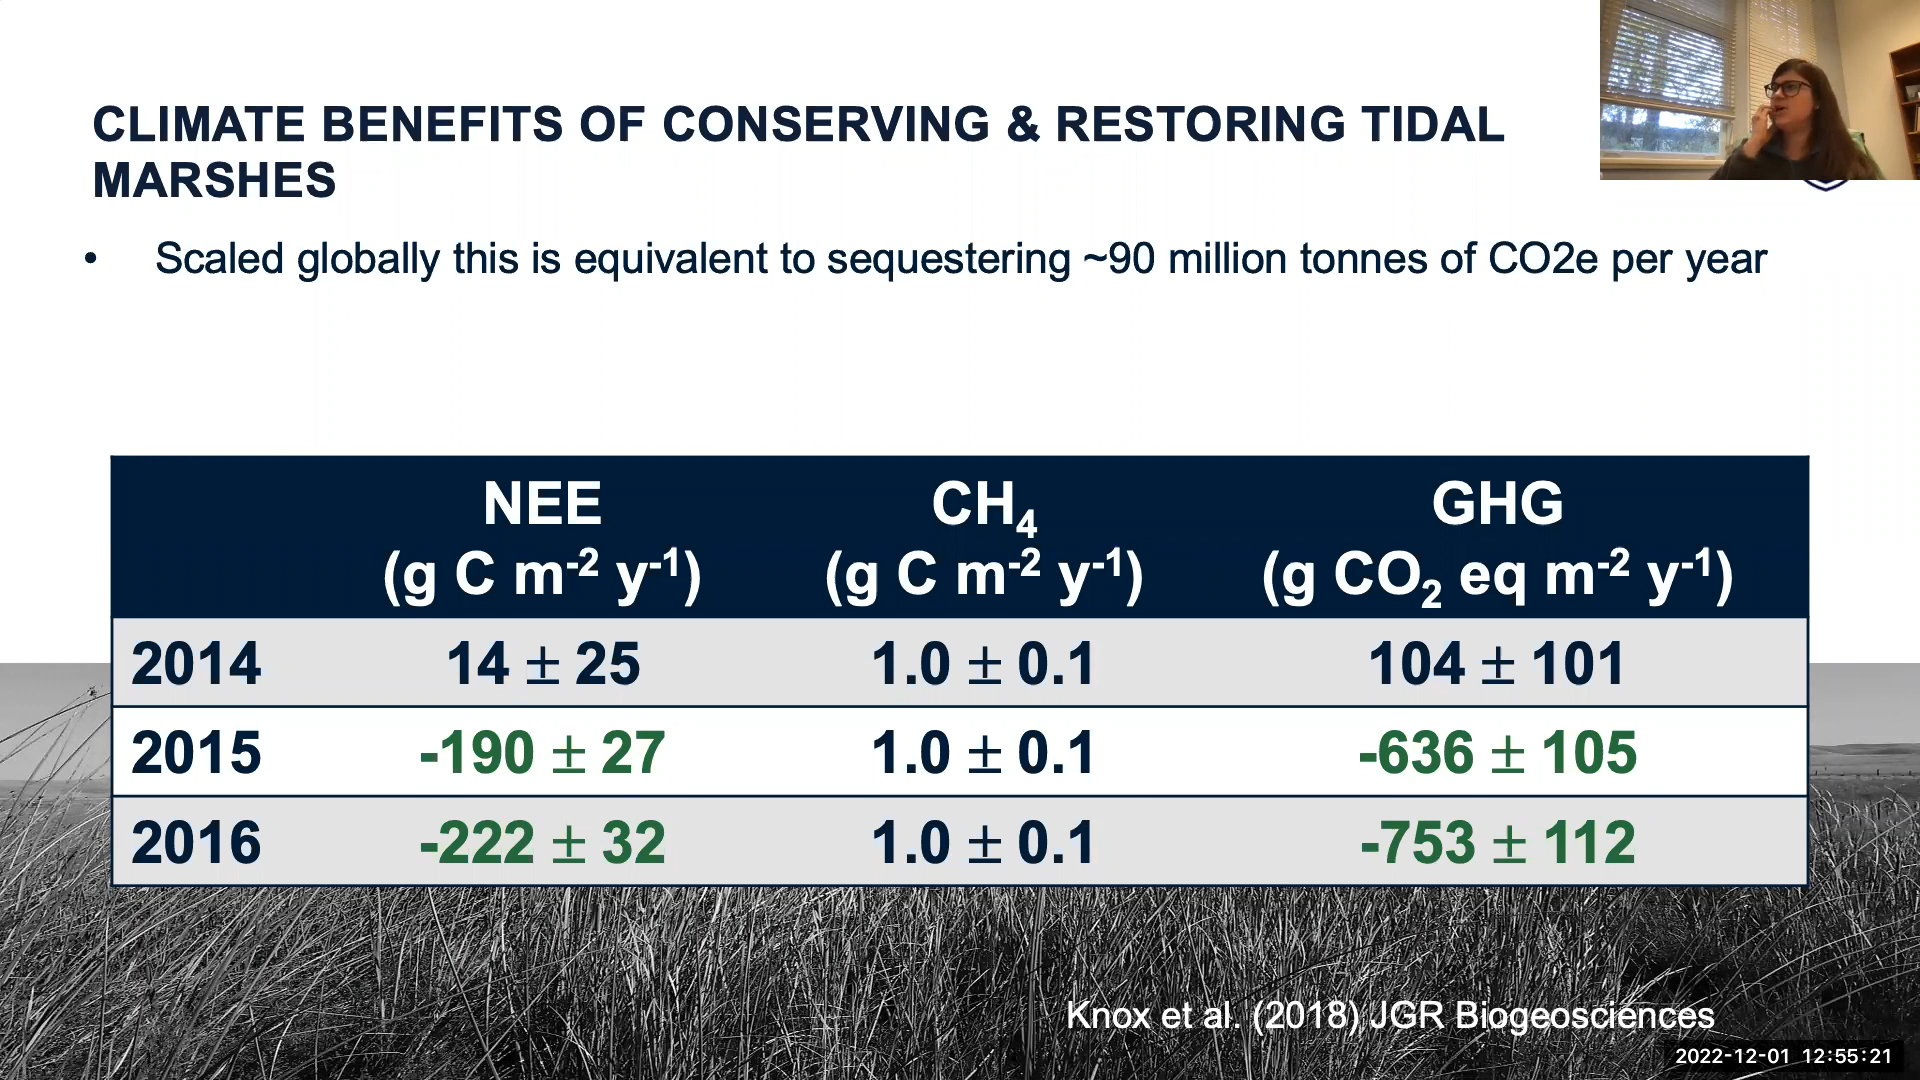 CLIMATE BENEFITS OF CONSERVING & RESTORING TIDAL
MARSHES
• Scaled globally this is equivalent to sequestering ~90 million tonnes of CO2e per year
NEE CH₄ GHG
(g C m⁻² y⁻¹) (g C m⁻² y⁻¹) (g CO₂ eq m⁻² y⁻¹)
2014 14 ± 25 1.0 ± 0.1 104 ± 101
2015 -190 ± 27 1.0 ± 0.1 -636 ± 105
2016 -222 ± 32 1.0 ± 0.1 -753 ± 112
Knox et al. (2018) JGR Biogeosciences
2022-12-01 12:55:21